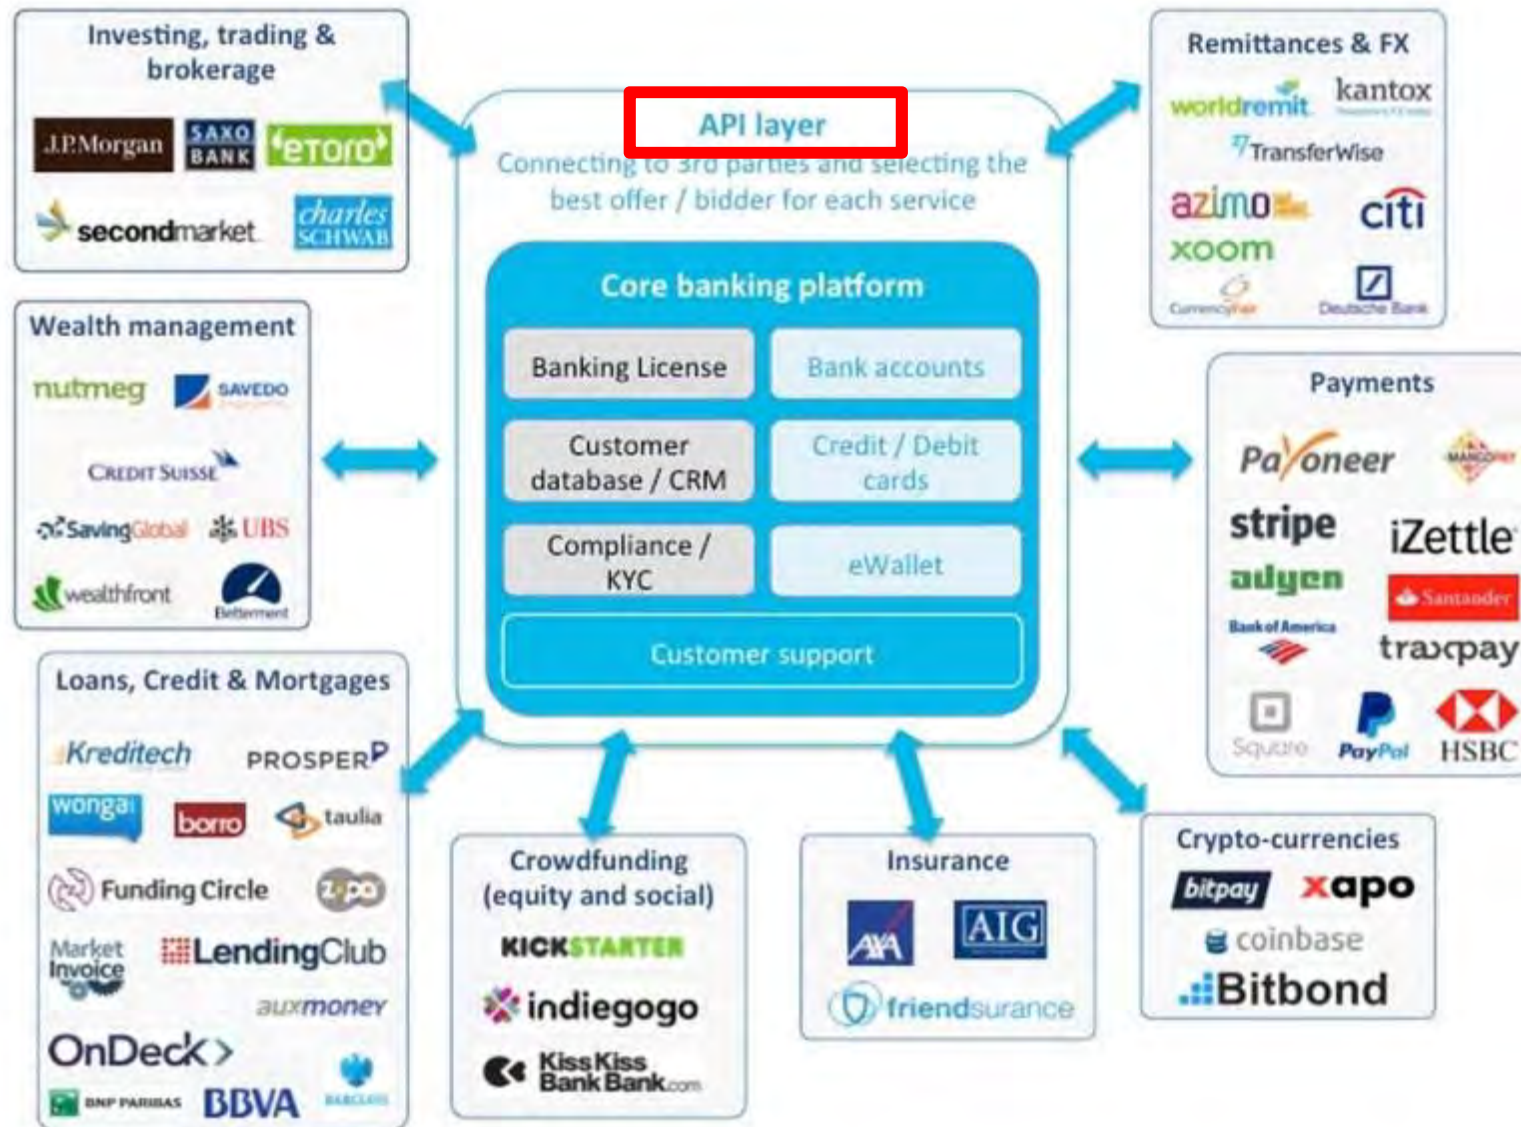 Investing, trading &
brokerage
J.P.Morgan
SAXO
BANK
eTORO
secondmarket
charles
SCHWAB
Wealth management
nutmeg
SAVEDO
CREDIT SUISSE
SavingGlobal
UBS
wealthfront
Betterment
Loans, Credit & Mortgages
Kreditech
PROSPER
wonga
borro
taulia
Funding Circle
zopa
Market
Invoice
LendingClub
auxmoney
OnDeck
BNP PARIBAS
BBVA
BARCLAYS
API layer
Connecting to 3rd parties and selecting the
best offer / bidder for each service
Core banking platform
Banking License
Bank accounts
Customer
database / CRM
Credit / Debit
cards
Compliance /
KYC
eWallet
Customer support
Crowdfunding
(equity and social)
KICKSTARTER
indiegogo
KissKiss
BankBank.com
Insurance
AXA
AIG
friendsurance
Remittances & FX
worldremit
kantox
TransferWise
azimo
citi
xoom
CurrencyFair
Deutsche Bank
Payments
Payoneer
MANGOPAY
stripe
iZettle
adyen
Santander
Bank of America
traxpay
Square
PayPal
HSBC
Crypto-currencies
bitpay
xapo
coinbase
Bitbond